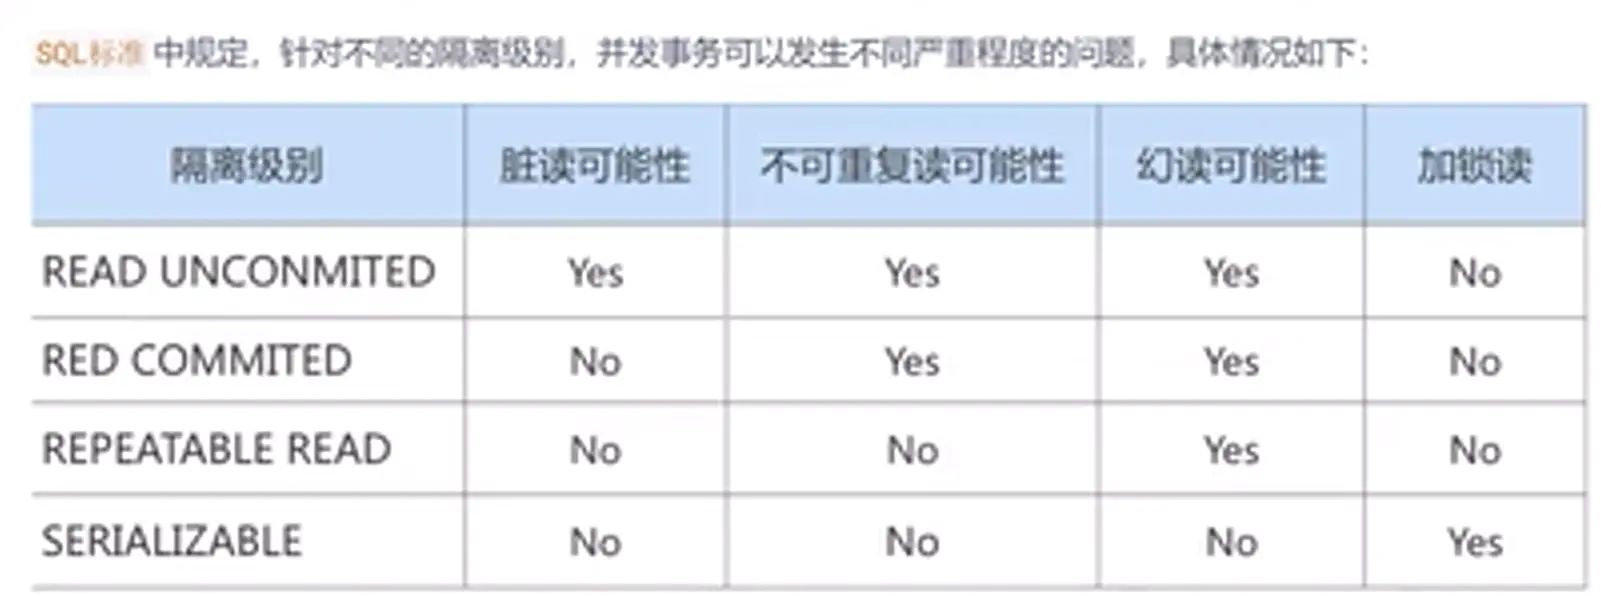 SQL标准 中规定，针对不同的隔离级别，并发事务可以发生不同严重程度的问题，具体情况如下：
隔离级别 脏读可能性 不可重复读可能性 幻读可能性 加锁读
READ UNCONMITED Yes Yes Yes No
RED COMMITED No Yes Yes No
REPEATABLE READ No No Yes No
SERIALIZABLE No No No Yes